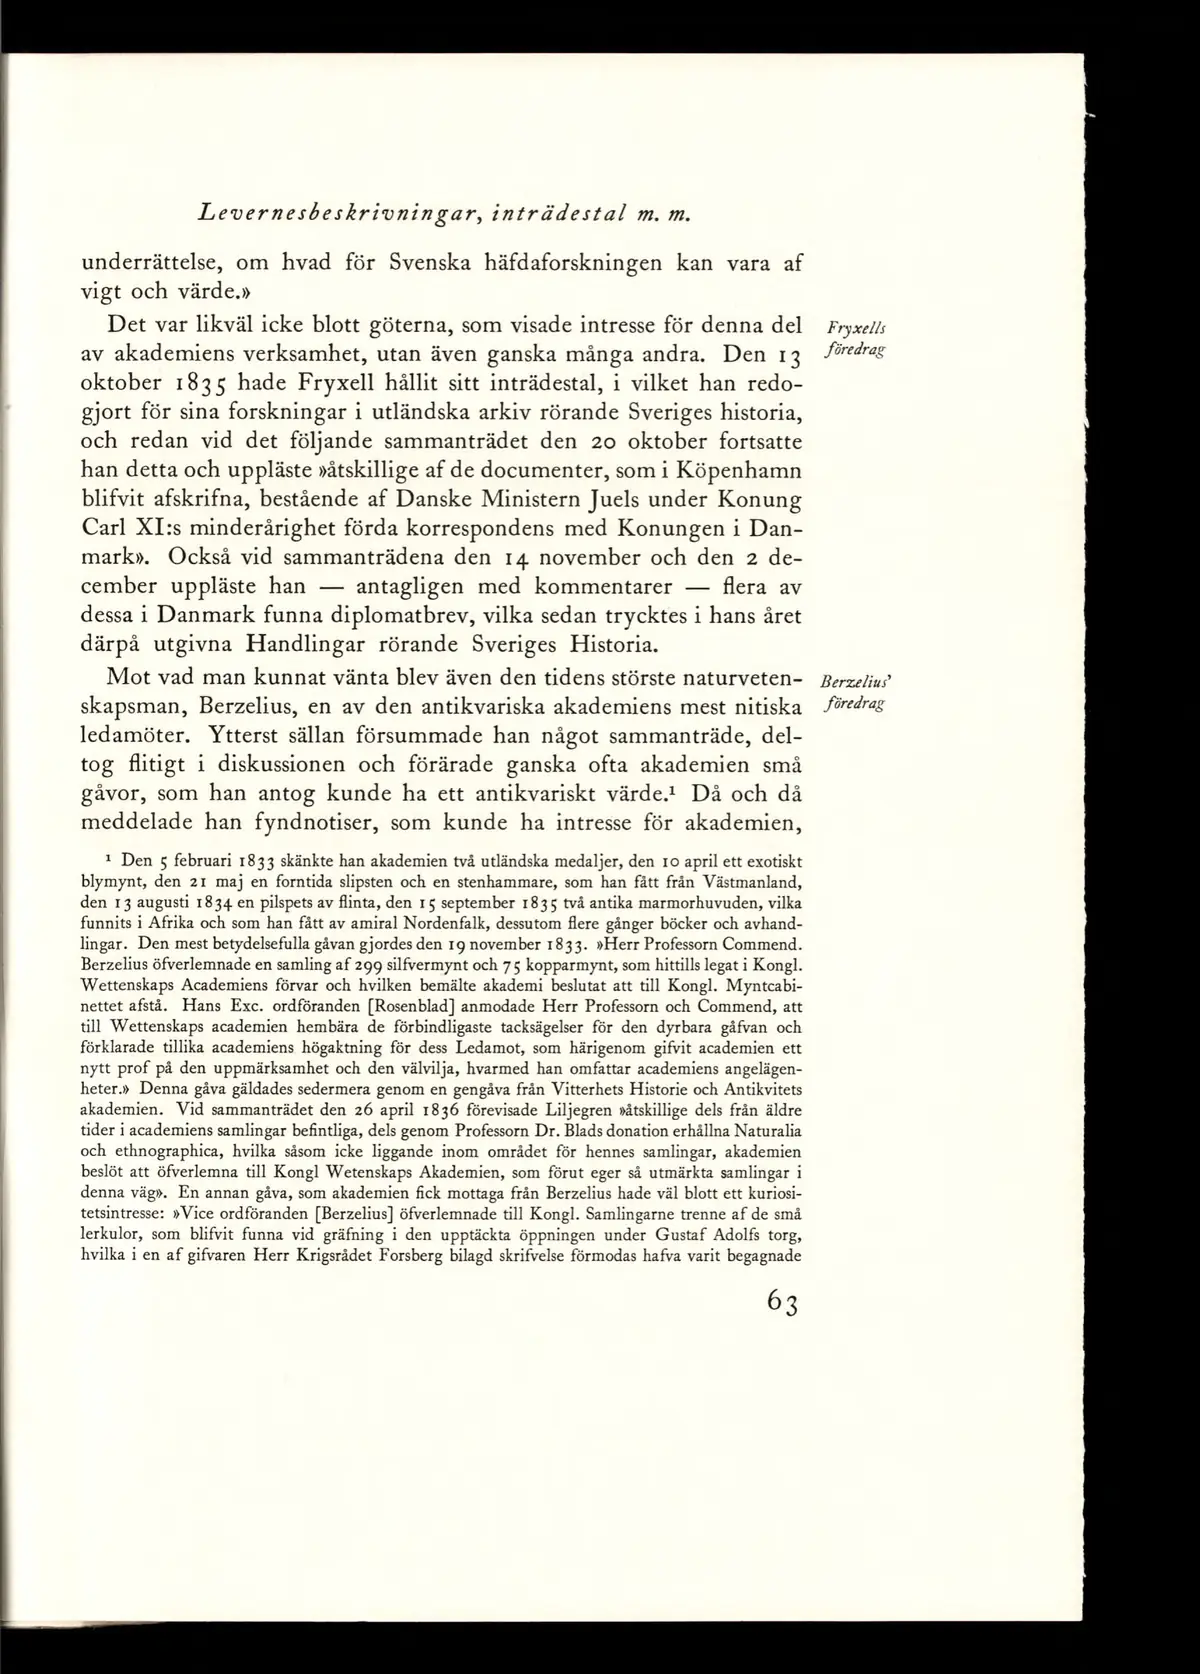 Levernesbeskrivningar, inträdestal m. m.
underrättelse, om hvad för Svenska häfdaforskningen kan vara af
vigt och värde.»
Det var likväl icke blott göterna, som visade intresse för denna del
av akademiens verksamhet, utan även ganska många andra. Den 13
oktober 1835 hade Fryxell hållit sitt inträdestal, i vilket han redo-
gjort för sina forskningar i utländska arkiv rörande Sveriges historia,
och redan vid det följande sammanträdet den 20 oktober fortsatte
han detta och uppläste »åtskillige af de documenter, som i Köpenhamn
blifvit afskrifna, bestående af Danske Ministern Juels under Konung
Carl XI:s minderårighet förda korrespondens med Konungen i Dan-
mark». Också vid sammanträdena den 14 november och den 2 de-
cember uppläste han — antagligen med kommentarer — flera av
dessa i Danmark funna diplomatbrev, vilka sedan trycktes i hans året
därpå utgivna Handlingar rörande Sveriges Historia.
Fryxells
föredrag
Mot vad man kunnat vänta blev även den tidens störste naturveten-
skapsman, Berzelius, en av den antikvariska akademiens mest nitiska
ledamöter. Ytterst sällan försummade han något sammanträde, del-
tog flitigt i diskussionen och förärade ganska ofta akademien små
gåvor, som han antog kunde ha ett antikvariskt värde.¹ Då och då
meddelade han fyndnotiser, som kunde ha intresse för akademien,
Berzelius'
föredrag
¹ Den 5 februari 1833 skänkte han akademien två utländska medaljer, den 10 april ett exotiskt
blymynt, den 21 maj en forntida slipsten och en stenhammare, som han fått från Västmanland,
den 13 augusti 1834 en pilspets av flinta, den 15 september 1835 två antika marmorhuvuden, vilka
funnits i Afrika och som han fått av amiral Nordenfalk, dessutom flere gånger böcker och avhand-
lingar. Den mest betydelsefulla gåvan gjordes den 19 november 1833. »Herr Professorn Commend.
Berzelius öfverlemnade en samling af 299 silfvermynt och 75 kopparmynt, som hittills legat i Kongl.
Wettenskaps Academiens förvar och hvilken bemälte akademi beslutat att till Kongl. Myntcabi-
nettet afstå. Hans Exc. ordföranden [Rosenblad] anmodade Herr Professorn och Commend, att
till Wettenskaps academien hembära de förbindligaste tacksägelser för den dyrbara gåfvan och
förklarade tillika academiens högaktning för dess Ledamot, som härigenom gifvit academien ett
nytt prof på den uppmärksamhet och den välvilja, hvarmed han omfattar academiens angelägen-
heter.» Denna gåva gäldades sedermera genom en gengåva från Vitterhets Historie och Antikvitets
akademien. Vid sammanträdet den 26 april 1836 förevisade Liljegren »åtskillige dels från äldre
tider i academiens samlingar befintliga, dels genom Professorn Dr. Blads donation erhållna Naturalia
och ethnographica, hvilka såsom icke liggande inom området för hennes samlingar, akademien
beslöt att öfverlemna till Kongl Wetenskaps Akademien, som förut eger så utmärkta samlingar i
denna väg». En annan gåva, som akademien fick mottaga från Berzelius hade väl blott ett kuriosi-
tetsintresse: »Vice ordföranden [Berzelius] öfverlemnade till Kongl. Samlingarne trenne af de små
lerkulor, som blifvit funna vid gräfning i den upptäckta öppningen under Gustaf Adolfs torg,
hvilka i en af gifvaren Herr Krigsrådet Forsberg bilagd skrifvelse förmodas hafva varit begagnade
63